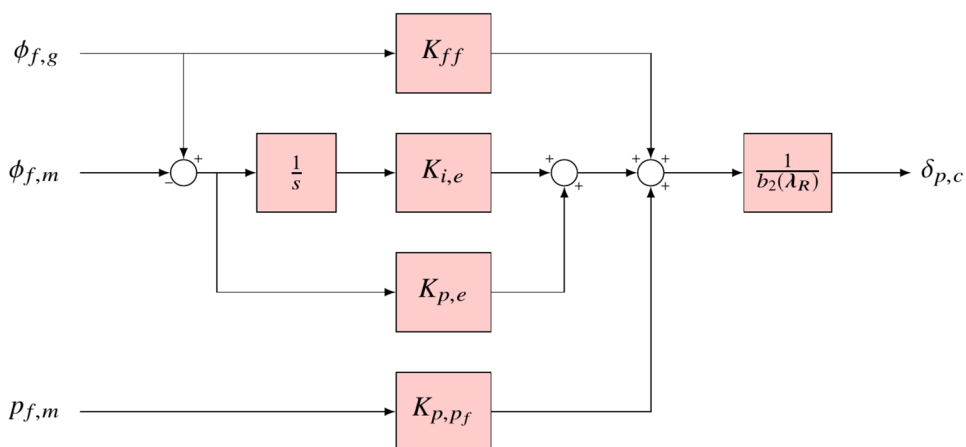 ϕ_{f,g} K_{ff}
+ + + + +
ϕ_{f,m} − 1/s K_{i,e} 1/b_2(λ_R) δ_{p,c}
+ +
K_{p,e}
p_{f,m} K_{p,p_f}